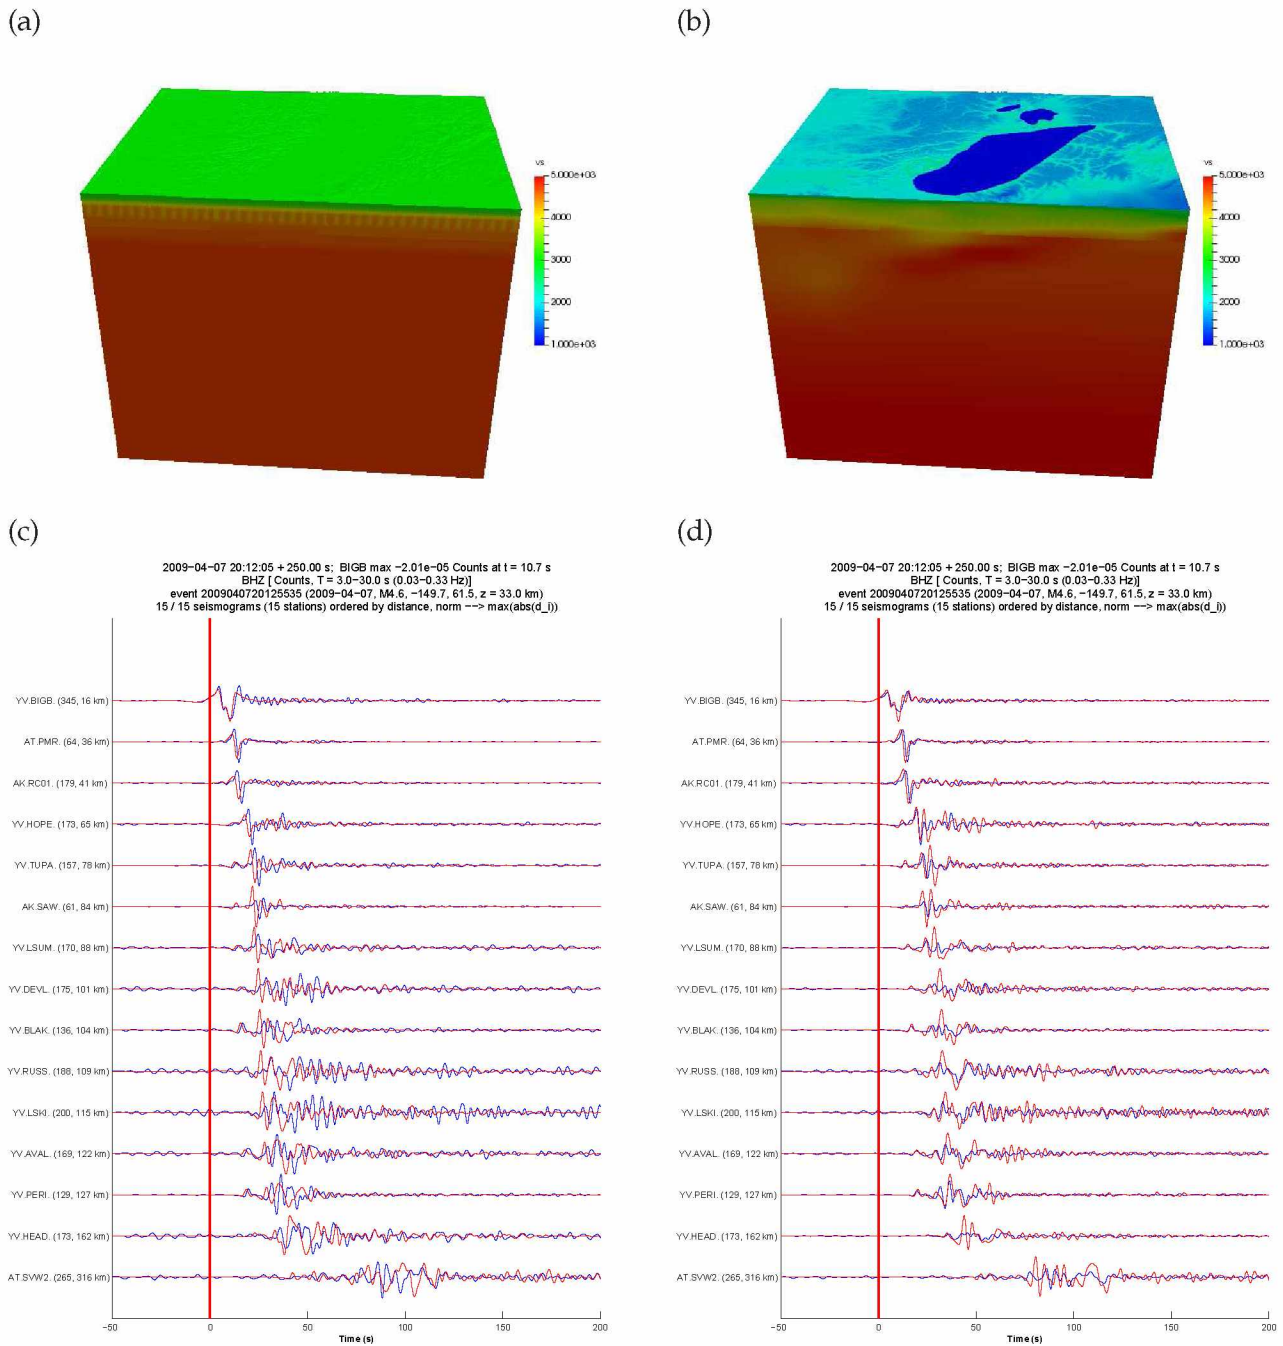 (a)
(b)
vs
5.000e+03
4000
3000
2000
1.000e+03
vs
5.000e+03
4000
3000
2000
1.000e+03
(c)
(d)
2009-04-07 20:12:05 + 250.00 s; BIGB max -2.01e-05 Counts at t = 10.7 s
BHZ [ Counts, T = 3.0-30.0 s (0.03-0.33 Hz)]
event 2009040720125535 (2009-04-07, M4.6, -149.7, 61.5, z = 33.0 km)
15 / 15 seismograms (15 stations) ordered by distance, norm --> max(abs(d_i))
YV.BIGB. (345, 16 km)
AT.PMR. (64, 36 km)
AK.RC01. (179, 41 km)
YV.HOPE. (173, 65 km)
YV.TUPA. (157, 78 km)
AK.SAW. (61, 84 km)
YV.LSUM. (170, 88 km)
YV.DEVL. (175, 101 km)
YV.BLAK. (136, 104 km)
YV.RUSS. (188, 109 km)
YV.LSKI. (200, 115 km)
YV.AVAL. (169, 122 km)
YV.PERI. (129, 127 km)
YV.HEAD. (173, 162 km)
AT.SVW2. (265, 316 km)
-50 0 50 100 150 200
Time (s)
2009-04-07 20:12:05 + 250.00 s; BIGB max -2.01e-05 Counts at t = 10.7 s
BHZ [ Counts, T = 3.0-30.0 s (0.03-0.33 Hz)]
event 2009040720125535 (2009-04-07, M4.6, -149.7, 61.5, z = 33.0 km)
15 / 15 seismograms (15 stations) ordered by distance, norm --> max(abs(d_i))
YV.BIGB. (345, 16 km)
AT.PMR. (64, 36 km)
AK.RC01. (179, 41 km)
YV.HOPE. (173, 65 km)
YV.TUPA. (157, 78 km)
AK.SAW. (61, 84 km)
YV.LSUM. (170, 88 km)
YV.DEVL. (175, 101 km)
YV.BLAK. (136, 104 km)
YV.RUSS. (188, 109 km)
YV.LSKI. (200, 115 km)
YV.AVAL. (169, 122 km)
YV.PERI. (129, 127 km)
YV.HEAD. (173, 162 km)
AT.SVW2. (265, 316 km)
-50 0 50 100 150 200
Time (s)